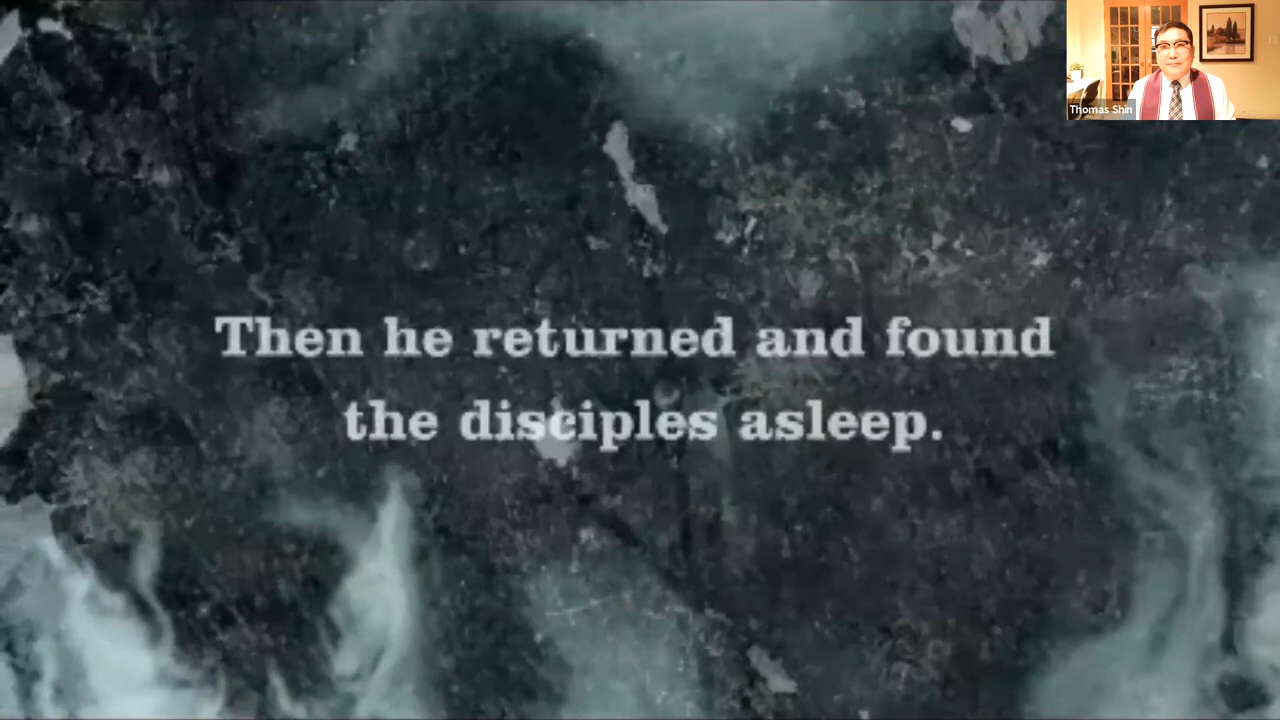 Thomas Shin
Then he returned and found
the disciples asleep.